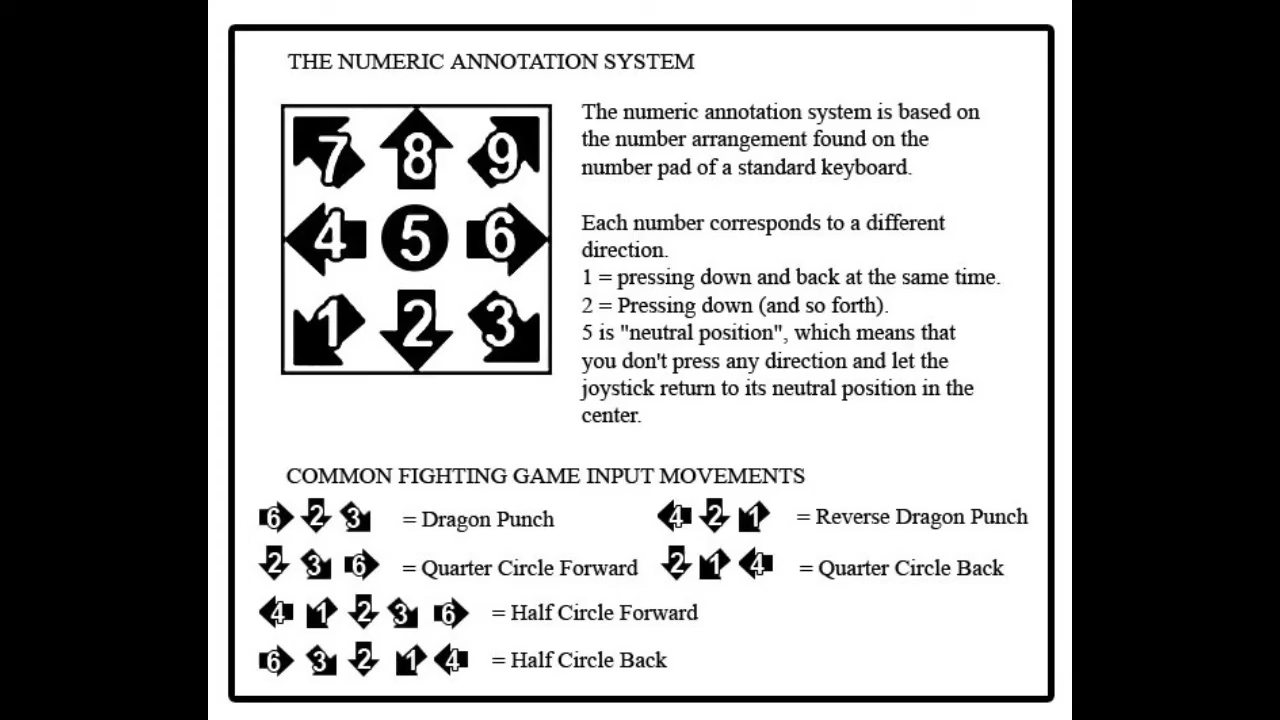 THE NUMERIC ANNOTATION SYSTEM
7 8 9
4 5 6
1 2 3
The numeric annotation system is based on
the number arrangement found on the
number pad of a standard keyboard.
Each number corresponds to a different
direction.
1 = pressing down and back at the same time.
2 = Pressing down (and so forth).
5 is "neutral position", which means that
you don't press any direction and let the
joystick return to its neutral position in the
center.
COMMON FIGHTING GAME INPUT MOVEMENTS
6 2 3 = Dragon Punch
4 2 1 = Reverse Dragon Punch
2 3 6 = Quarter Circle Forward
2 1 4 = Quarter Circle Back
4 1 2 3 6 = Half Circle Forward
6 3 2 1 4 = Half Circle Back